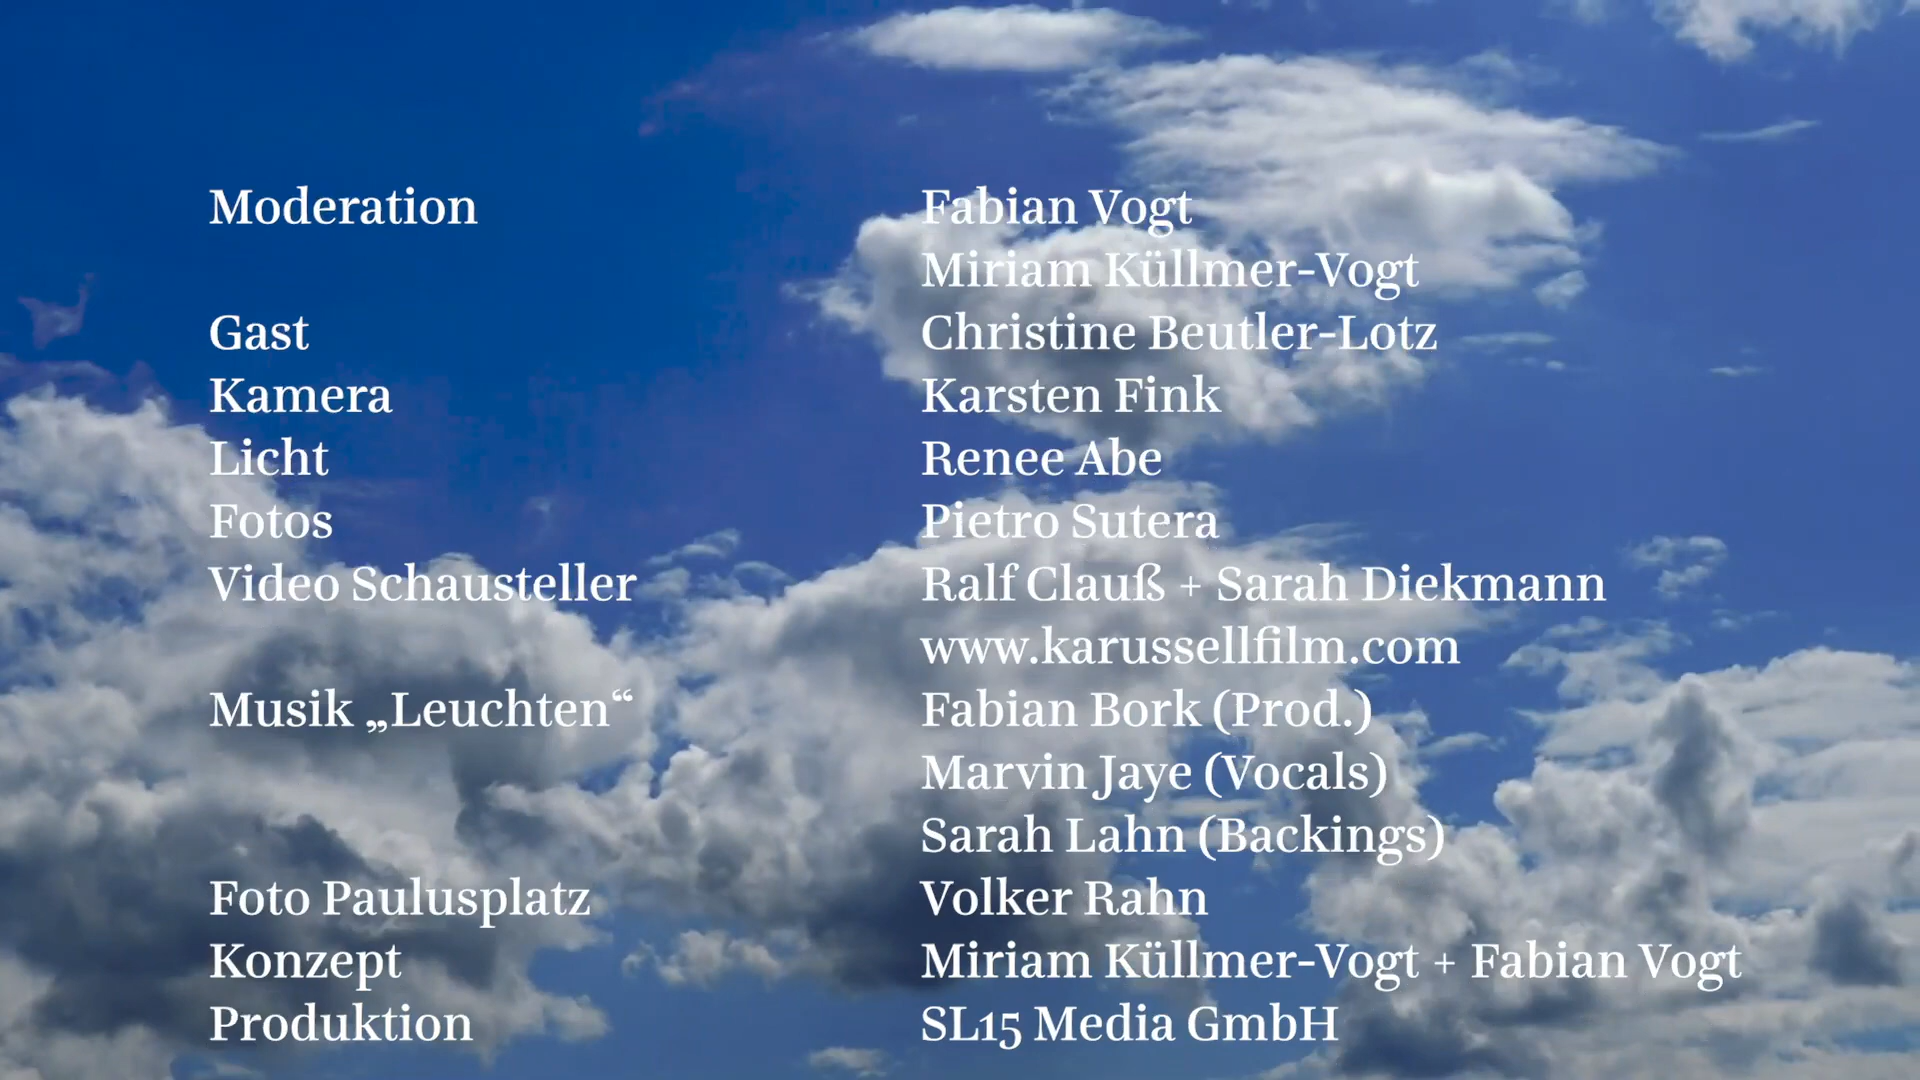 Moderation Fabian Vogt
Miriam Küllmer-Vogt
Gast Christine Beutler-Lotz
Kamera Karsten Fink
Licht Renee Abe
Fotos Pietro Sutera
Video Schausteller Ralf Clauß + Sarah Diekmann
www.karussellfilm.com
Musik „Leuchten“ Fabian Bork (Prod.)
Marvin Jaye (Vocals)
Sarah Lahn (Backings)
Foto Paulusplatz Volker Rahn
Konzept Miriam Küllmer-Vogt + Fabian Vogt
Produktion SL15 Media GmbH